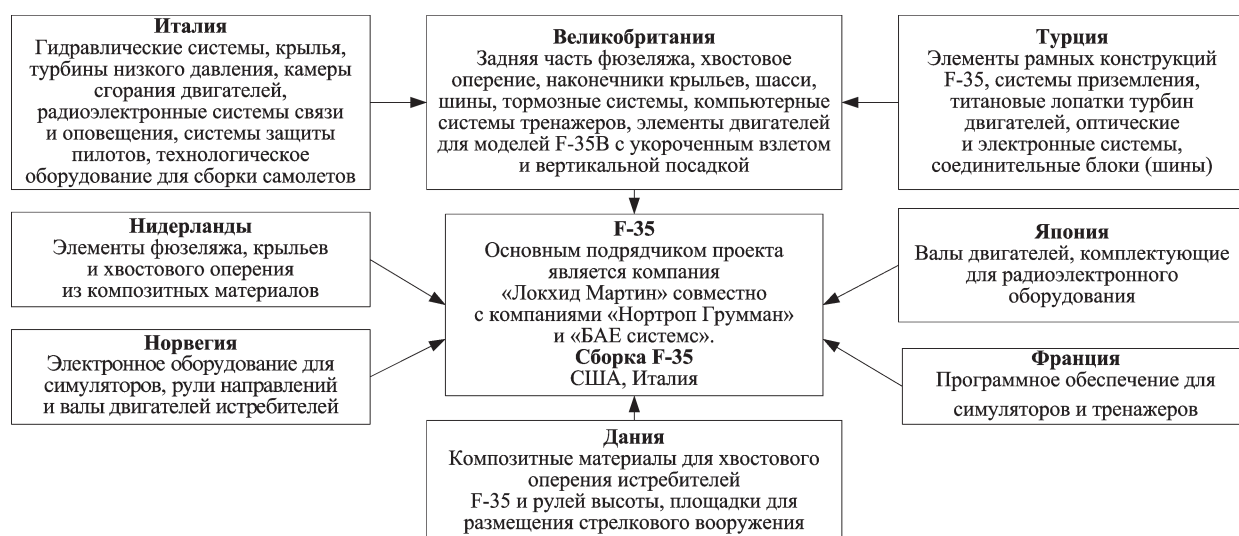 Италия
Гидравлические системы, крылья,
турбины низкого давления, камеры
сгорания двигателей,
радиоэлектронные системы связи
и оповещения, системы защиты
пилотов, технологическое
оборудование для сборки самолетов
Великобритания
Задняя часть фюзеляжа, хвостовое
оперение, наконечники крыльев, шасси,
шины, тормозные системы, компьютерные
системы тренажеров, элементы двигателей
для моделей F-35B с укороченным взлетом
и вертикальной посадкой
Турция
Элементы рамных конструкций
F-35, системы приземления,
титановые лопатки турбин
двигателей, оптические
и электронные системы,
соединительные блоки (шины)
Нидерланды
Элементы фюзеляжа, крыльев
и хвостового оперения
из композитных материалов
F-35
Основным подрядчиком проекта
является компания
«Локхид Мартин» совместно
с компаниями «Нортроп Грумман»
и «БАЕ системс».
Сборка F-35
США, Италия
Япония
Валы двигателей, комплектующие
для радиоэлектронного
оборудования
Норвегия
Электронное оборудование для
симуляторов, рули направлений
и валы двигателей истребителей
Франция
Программное обеспечение для
симуляторов и тренажеров
Дания
Композитные материалы для хвостового
оперения истребителей
F-35 и рулей высоты, площадки для
размещения стрелкового вооружения